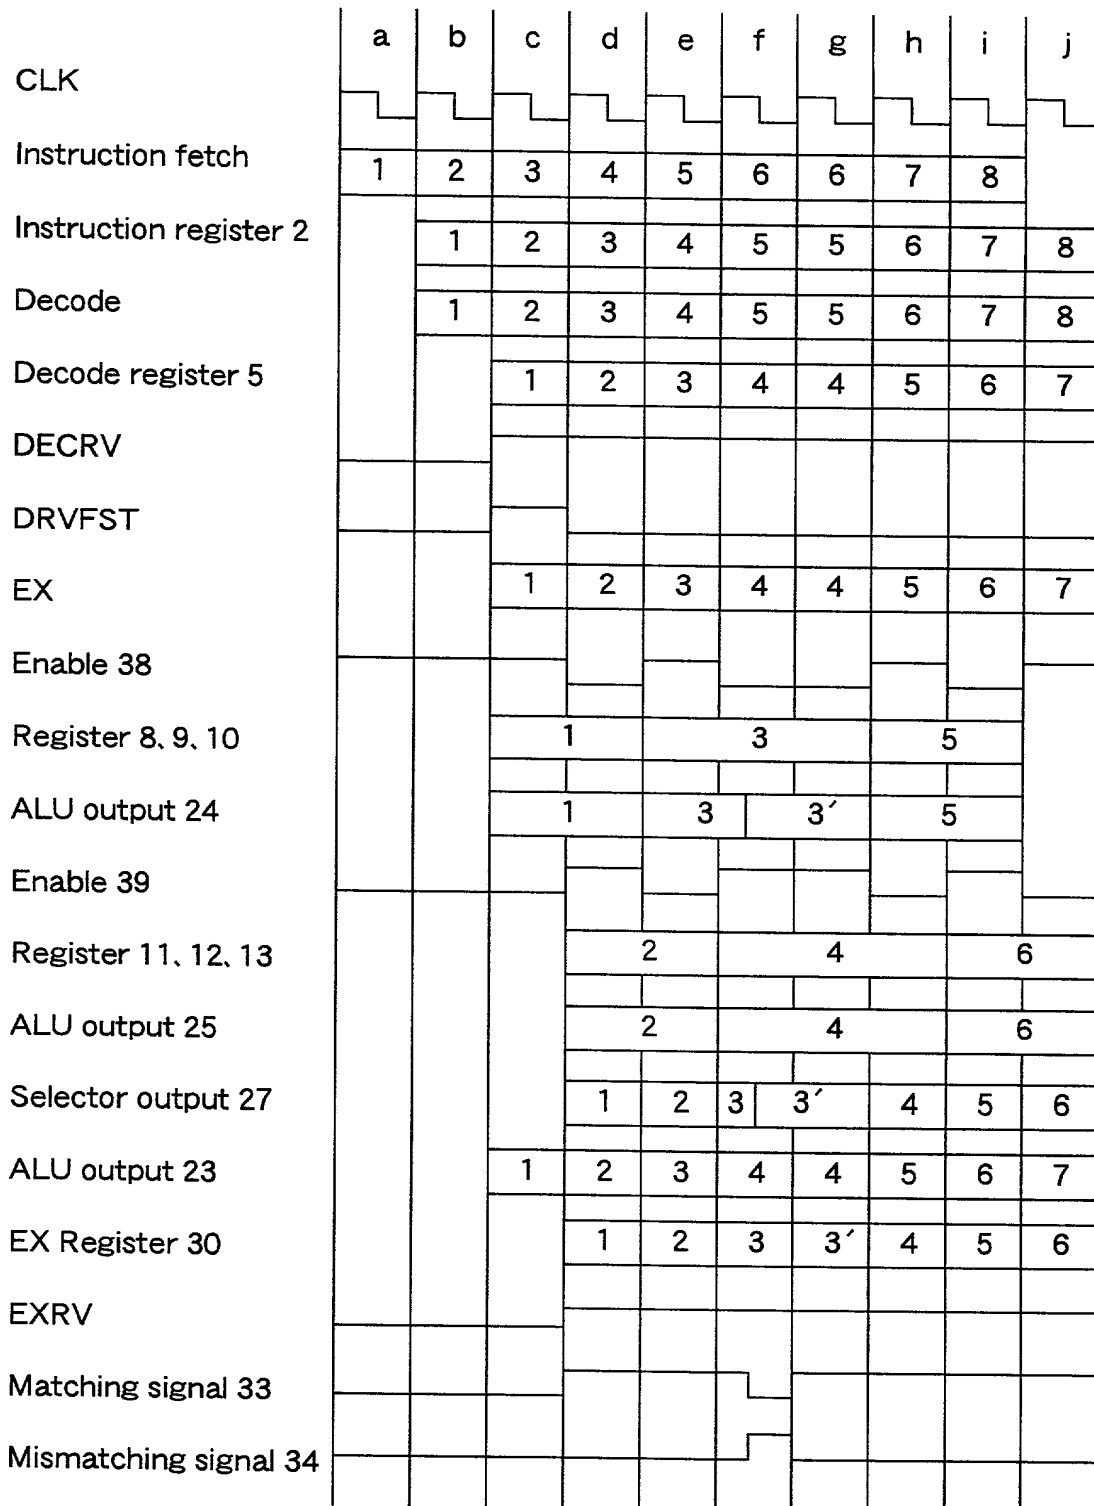 a b c d e f g h i j
CLK
Instruction fetch 1 2 3 4 5 6 6 7 8
Instruction register 2 1 2 3 4 5 5 6 7 8
Decode 1 2 3 4 5 5 6 7 8
Decode register 5 1 2 3 4 4 5 6 7
DECRV
DRVFST
EX 1 2 3 4 4 5 6 7
Enable 38
Register 8、9、10 1 3 5
ALU output 24 1 3 3′ 5
Enable 39
Register 11、12、13 2 4 6
ALU output 25 2 4 6
Selector output 27 1 2 3 3′ 4 5 6
ALU output 23 1 2 3 4 4 5 6 7
EX Register 30 1 2 3 3′ 4 5 6
EXRV
Matching signal 33
Mismatching signal 34